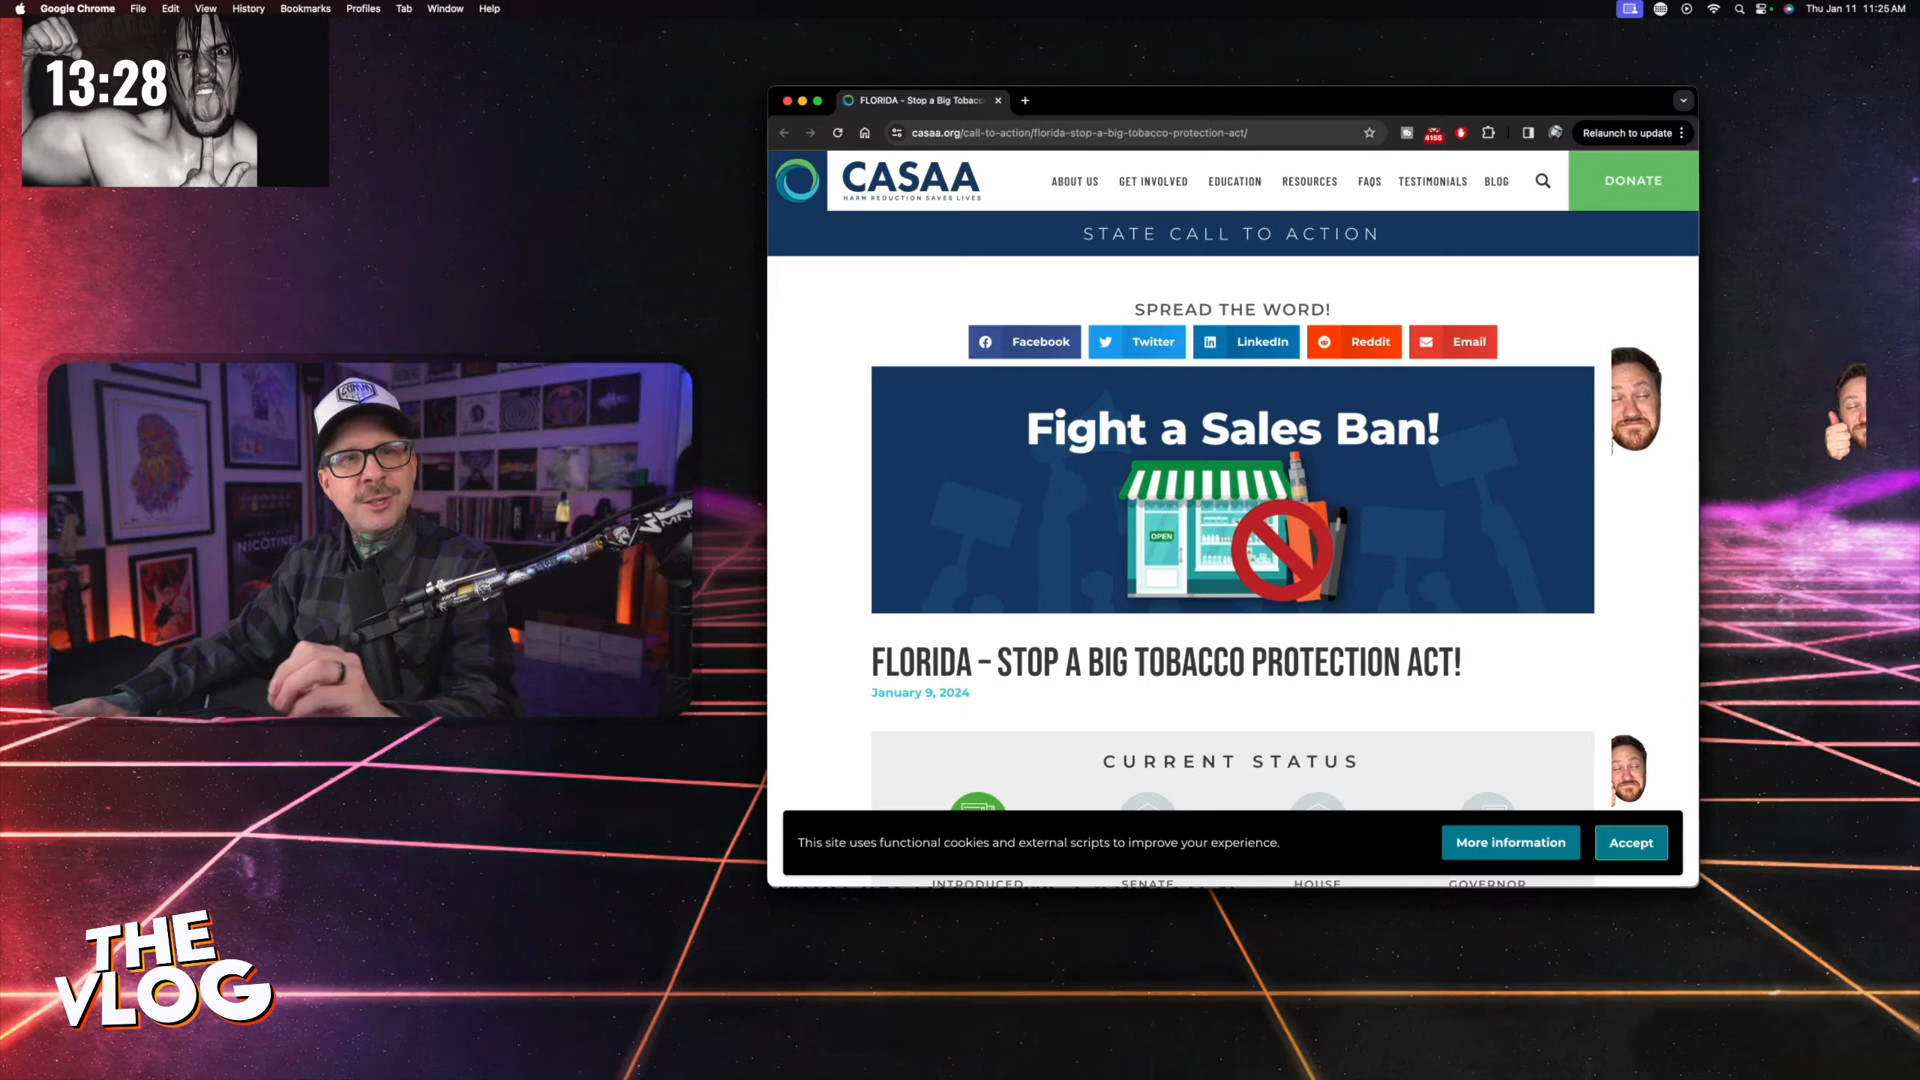 Google Chrome File Edit View History Bookmarks Profiles Tab Window Help
Thu Jan 11 11:25 AM
13:28
FLORIDA – Stop a Big Tobacc
casaa.org/call-to-action/florida-stop-a-big-tobacco-protection-act/
4155
Relaunch to update
CASAA
HARM REDUCTION SAVES LIVES
ABOUT US GET INVOLVED EDUCATION RESOURCES FAQS TESTIMONIALS BLOG
DONATE
STATE CALL TO ACTION
SPREAD THE WORD!
Facebook Twitter LinkedIn Reddit Email
Fight a Sales Ban!
OPEN
FLORIDA – STOP A BIG TOBACCO PROTECTION ACT!
January 9, 2024
CURRENT STATUS
This site uses functional cookies and external scripts to improve your experience.
More information
Accept
INTRODUCED SENATE HOUSE GOVERNOR
NICOTINE
THE
VLOG